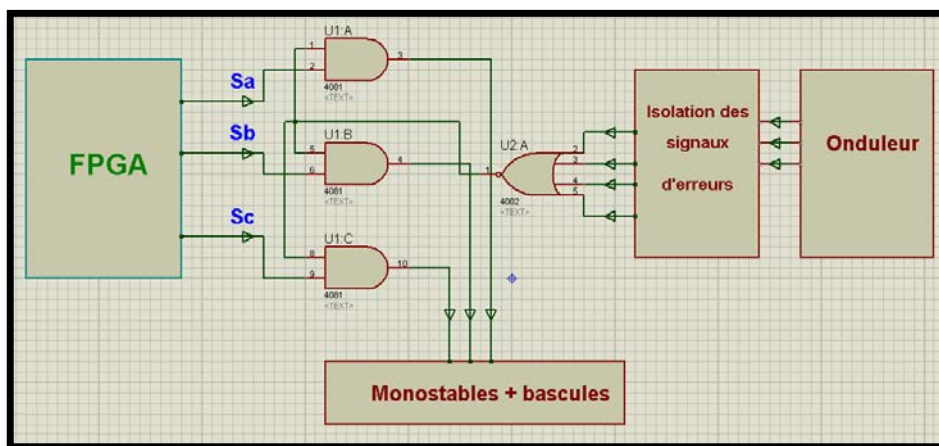 U1:A
1
2
3
4081
<TEXT>
Sa
FPGA
Sb
U1:B
5
6
4
4081
<TEXT>
Sc
U1:C
8
9
10
4081
<TEXT>
U2:A
1
2
3
4
5
4002
<TEXT>
Isolation des
signaux
d'erreurs
Onduleur
Monostables + bascules